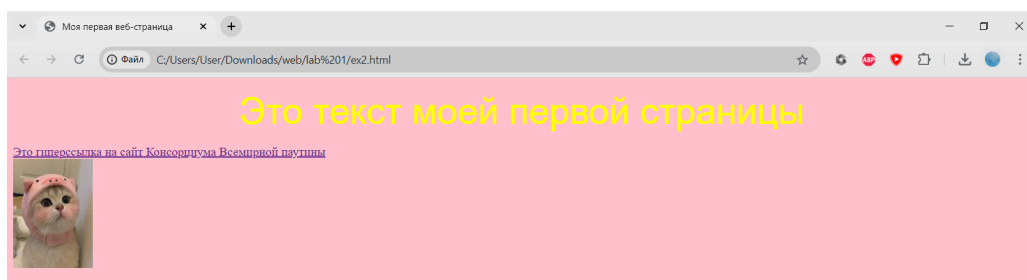 Моя первая веб-страница
Файл C:/Users/User/Downloads/web/lab%201/ex2.html
ABP
Это текст моей первой страницы
Это гиперссылка на сайт Консорциума Всемирной паутины